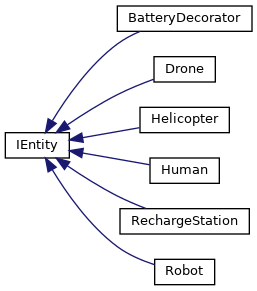 BatteryDecorator
Drone
Helicopter
IEntity
Human
RechargeStation
Robot